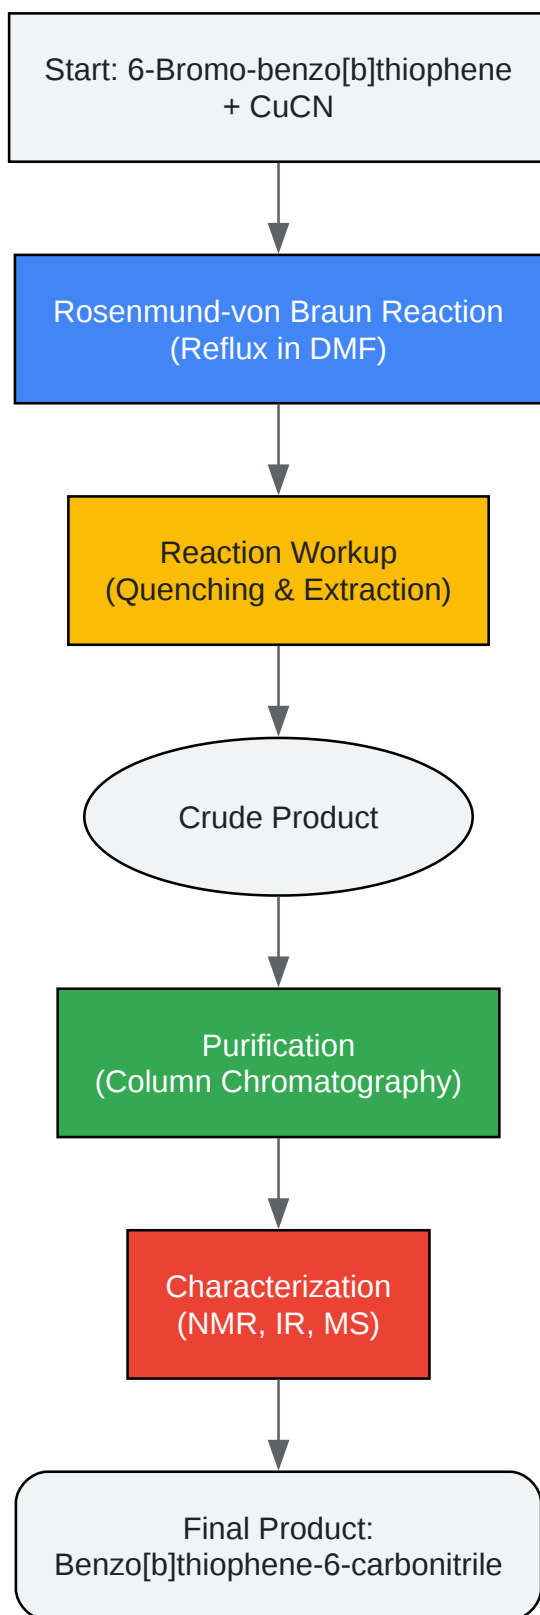 Start: 6-Bromo-benzo[b]thiophene
+ CuCN
Rosenmund-von Braun Reaction
(Reflux in DMF)
Reaction Workup
(Quenching & Extraction)
Crude Product
Purification
(Column Chromatography)
Characterization
(NMR, IR, MS)
Final Product:
Benzo[b]thiophene-6-carbonitrile